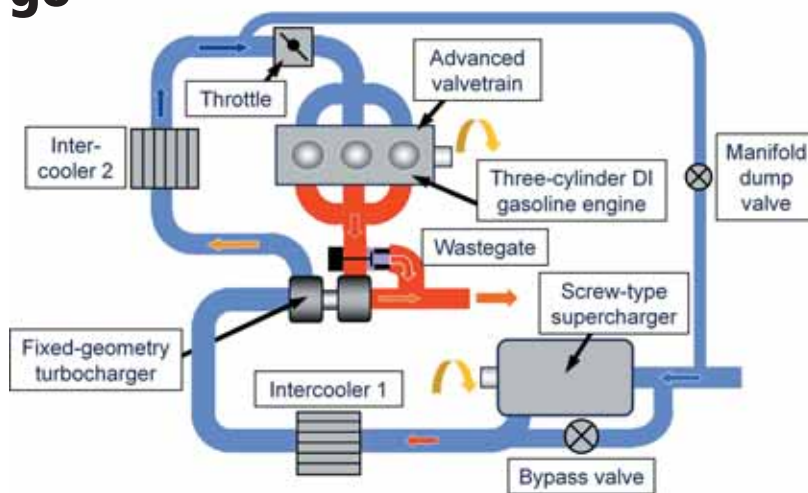 go
Throttle
Advanced
valvetrain
Inter-
cooler 2
Three-cylinder DI
gasoline engine
Manifold
dump
valve
Wastegate
Screw-type
supercharger
Fixed-geometry
turbocharger
Intercooler 1
Bypass valve